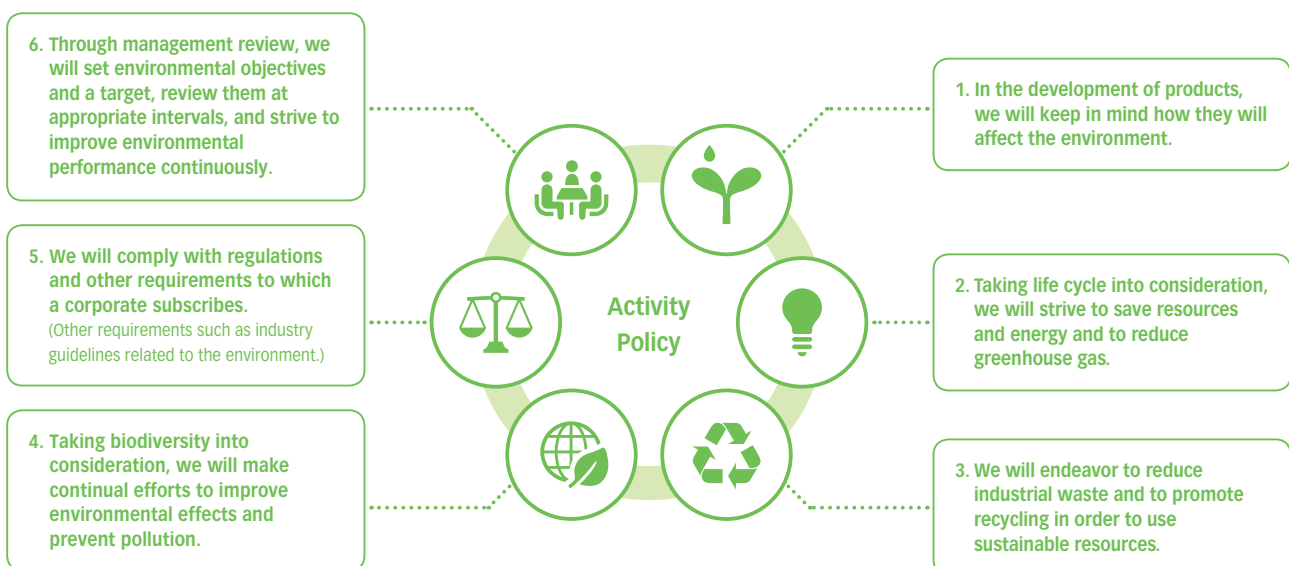 6. Through management review, we
will set environmental objectives
and a target, review them at
appropriate intervals, and strive to
improve environmental
performance continuously.
5. We will comply with regulations
and other requirements to which
a corporate subscribes.
(Other requirements such as industry
guidelines related to the environment.)
4. Taking biodiversity into
consideration, we will make
continual efforts to improve
environmental effects and
prevent pollution.
Activity
Policy
1. In the development of products,
we will keep in mind how they will
affect the environment.
2. Taking life cycle into consideration,
we will strive to save resources
and energy and to reduce
greenhouse gas.
3. We will endeavor to reduce
industrial waste and to promote
recycling in order to use
sustainable resources.